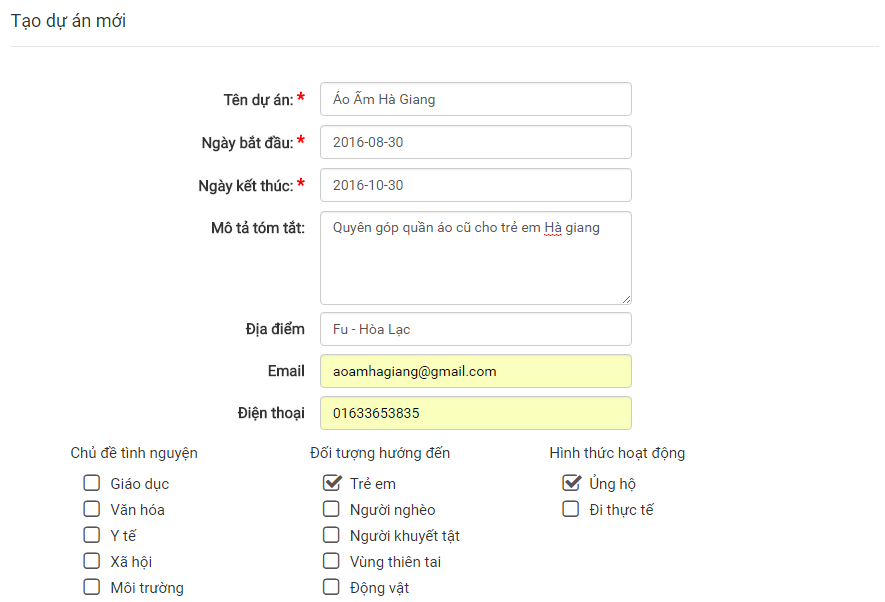 Tạo dự án mới
Tên dự án: * Áo Ấm Hà Giang
Ngày bắt đầu: * 2016-08-30
Ngày kết thúc: * 2016-10-30
Mô tả tóm tắt: Quyên góp quần áo cũ cho trẻ em Hà giang
Địa điểm Fu - Hòa Lạc
Email aoamhagiang@gmail.com
Điện thoại 01633653835
Chủ đề tình nguyện Đối tượng hướng đến Hình thức hoạt động
Giáo dục Trẻ em Ủng hộ
Văn hóa Người nghèo Đi thực tế
Y tế Người khuyết tật
Xã hội Vùng thiên tai
Môi trường Động vật